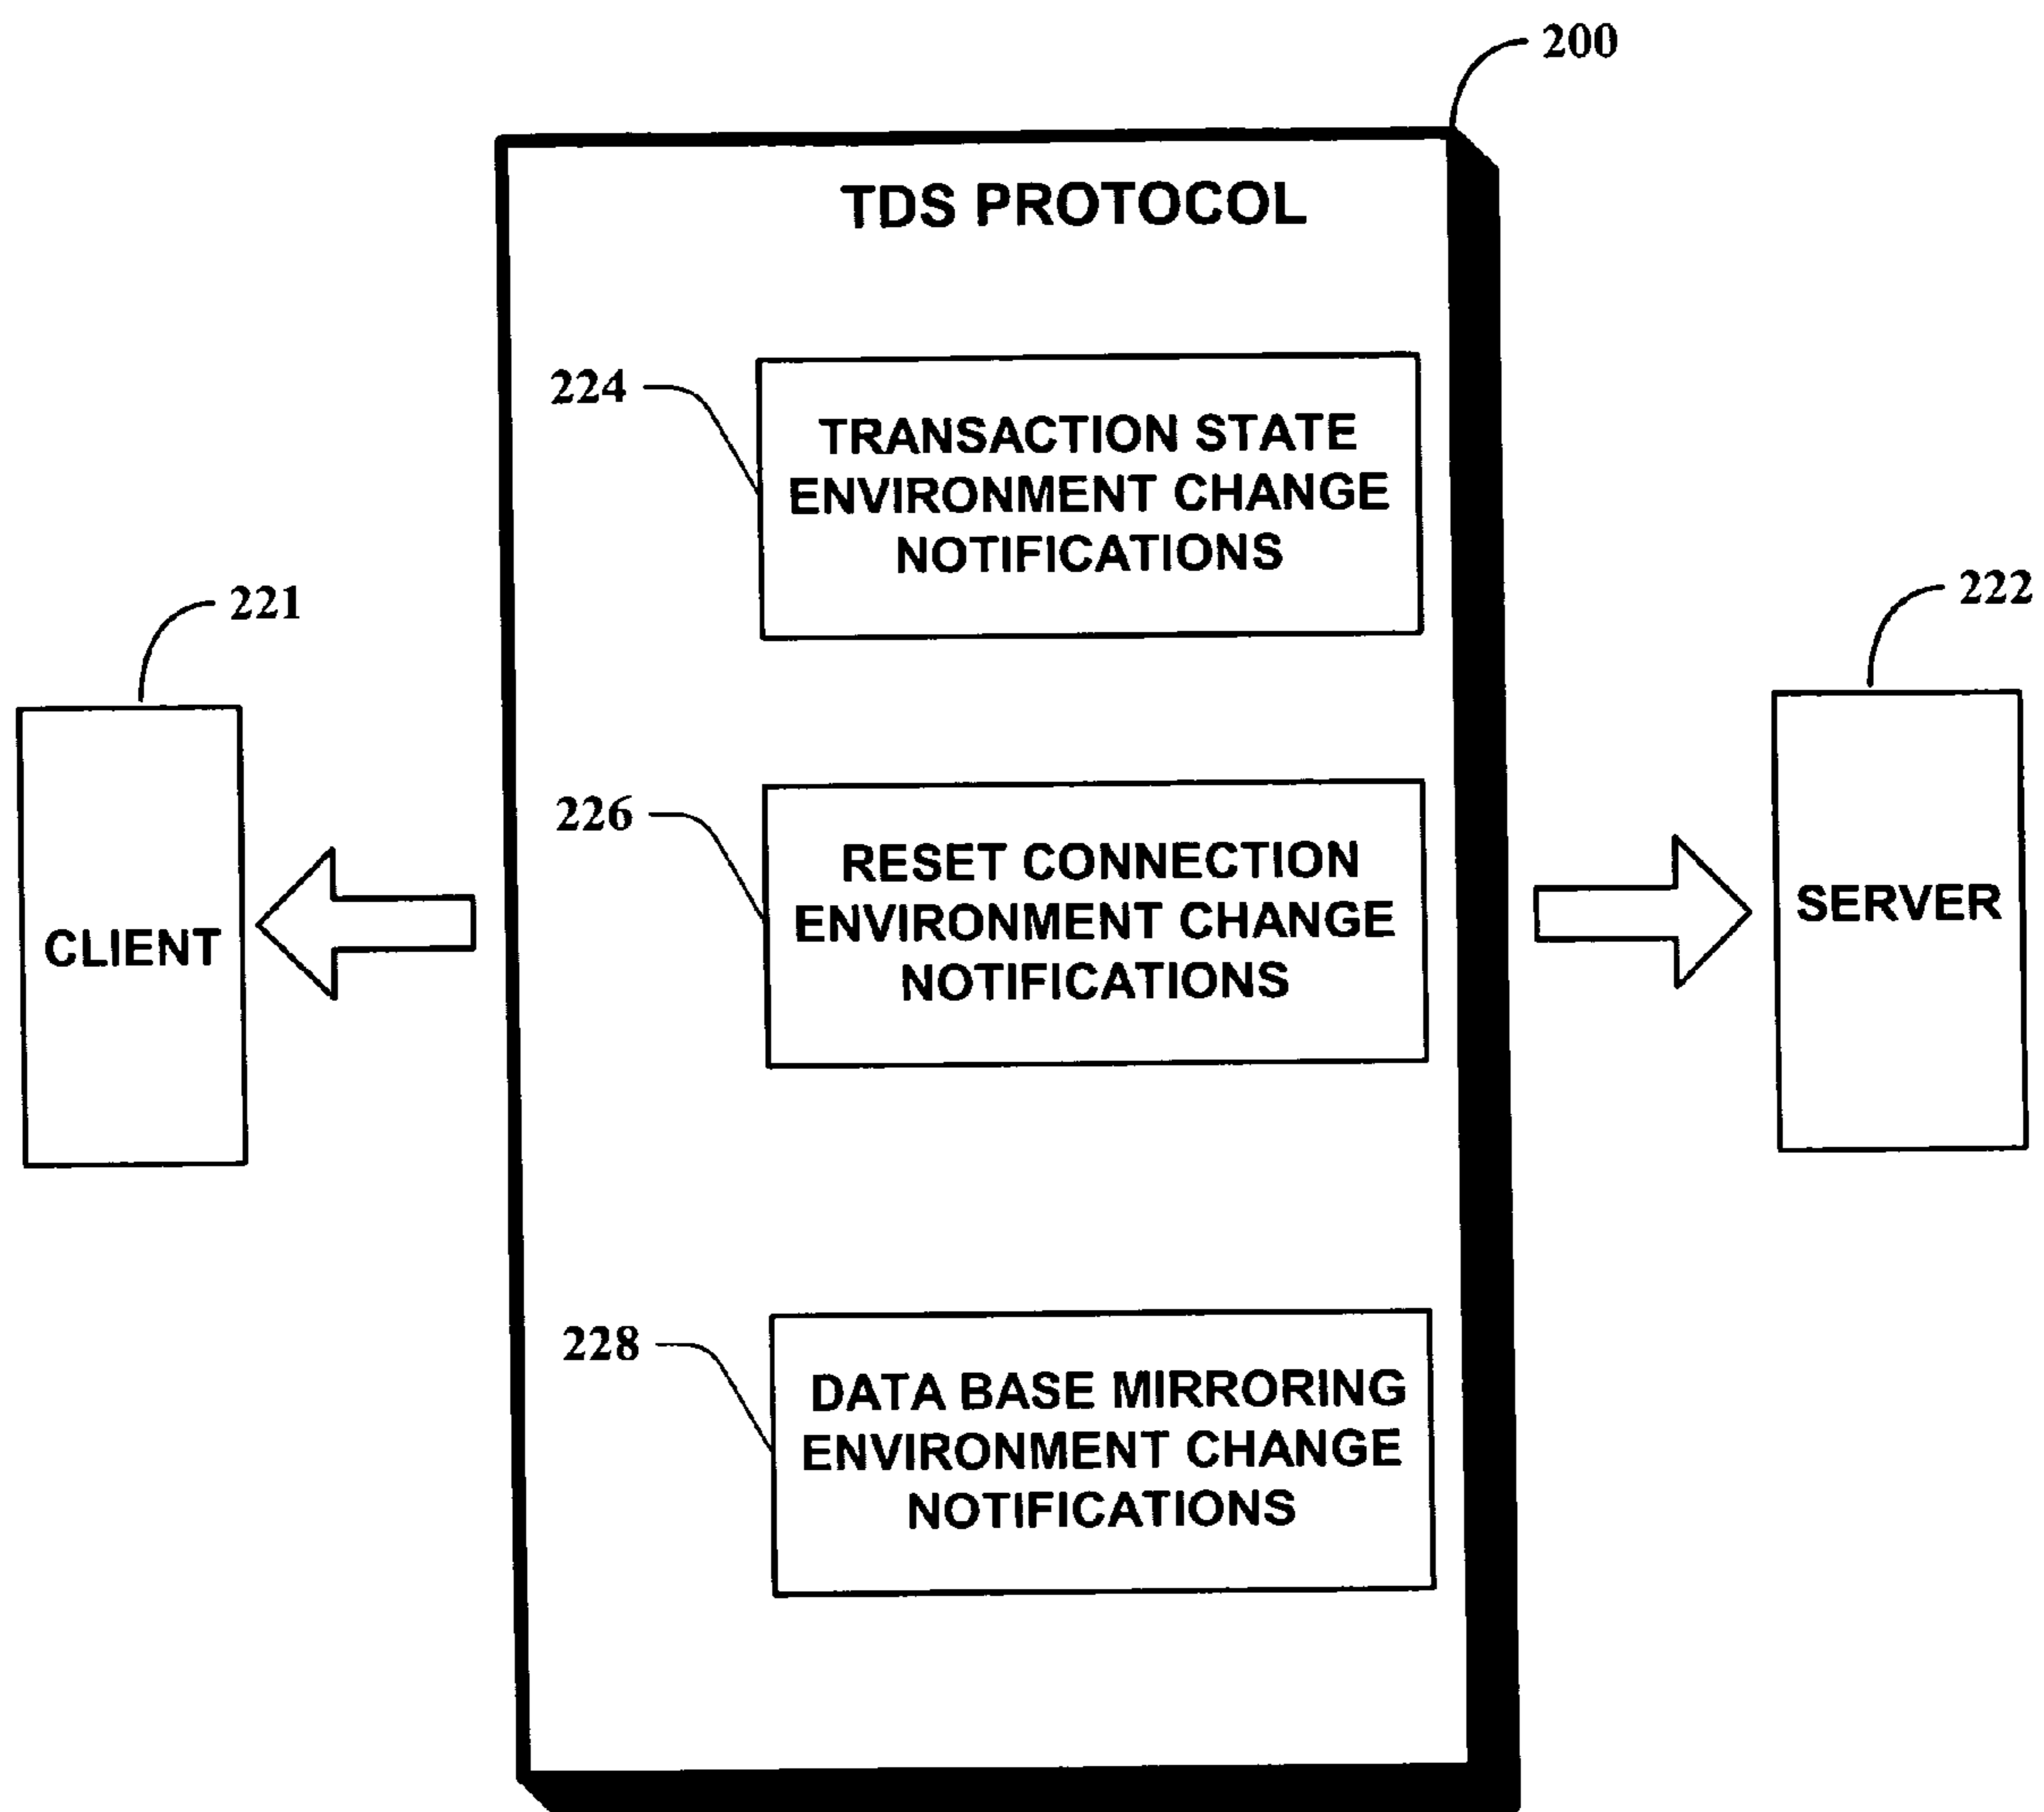 200
TDS PROTOCOL
224
TRANSACTION STATE
ENVIRONMENT CHANGE
NOTIFICATIONS
221
222
226
RESET CONNECTION
ENVIRONMENT CHANGE
NOTIFICATIONS
CLIENT
SERVER
228
DATA BASE MIRRORING
ENVIRONMENT CHANGE
NOTIFICATIONS